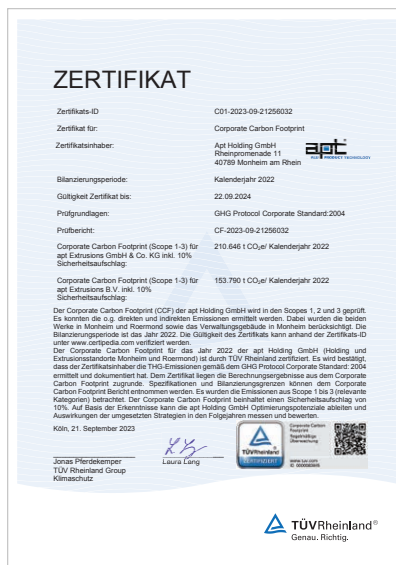 ZERTIFIKAT
Zertifikats-ID C01-2023-09-21256032
Zertifikat für: Corporate Carbon Footprint
Zertifikatsinhaber: Apt Holding GmbH
Rheinpromenade 11
40789 Monheim am Rhein
apt
ALU PRODUCT TECHNOLOGY
Bilanzierungsperiode: Kalenderjahr 2022
Gültigkeit Zertifikat bis: 22.09.2024
Prüfgrundlagen: GHG Protocol Corporate Standard:2004
Prüfbericht: CF-2023-09-21256032
Corporate Carbon Footprint (Scope 1-3) für 210.646 t CO₂e/ Kalenderjahr 2022
apt Extrusions GmbH & Co. KG inkl. 10%
Sicherheitsaufschlag:
Corporate Carbon Footprint (Scope 1-3) für 153.790 t CO₂e/ Kalenderjahr 2022
apt Extrusions B.V. inkl. 10%
Sicherheitsaufschlag:
Der Corporate Carbon Footprint (CCF) der apt Holding GmbH wird in den Scopes 1, 2 und 3 geprüft.
Es konnten die o.g. direkten und indirekten Emissionen ermittelt werden. Dabei wurden die beiden
Werke in Monheim und Roermond sowie das Verwaltungsgebäude in Monheim berücksichtigt. Die
Bilanzierungsperiode ist das Jahr 2022. Die Gültigkeit des Zertifikats kann anhand der Zertifikats-ID
unter www.certipedia.com verifiziert werden.
Der Corporate Carbon Footprint für das Jahr 2022 der apt Holding GmbH (Holding und
Extrusionsstandorte Monheim und Roermond) ist durch TÜV Rheinland zertifiziert. Es wird bestätigt,
dass der Zertifikatsinhaber die THG-Emissionen gemäß dem GHG Protocol Corporate Standard: 2004
ermittelt und dokumentiert hat. Dem Zertifikat liegen die Berechnungsergebnisse aus dem Corporate
Carbon Footprint zugrunde. Spezifikationen und Bilanzierungsgrenzen können dem Corporate
Carbon Footprint Bericht entnommen werden. Es wurden die Emissionen aus Scope 1 bis 3 (relevante
Kategorien) betrachtet. Der Corporate Carbon Footprint beinhaltet einen Sicherheitsaufschlag von
10%. Auf Basis der Erkenntnisse kann die apt Holding GmbH Optimierungspotenziale ableiten und
Auswirkungen der umgesetzten Strategien in den Folgejahren messen und bewerten.
Köln, 21. September 2023
Jonas Pferdekemper Laura Lang
TÜV Rheinland Group
Klimaschutz
TÜVRheinland
ZERTIFIZIERT
Corporate Carbon
Footprint
Regelmäßige
Überwachung
www.tuv.com
TÜVRheinland®
Genau. Richtig.